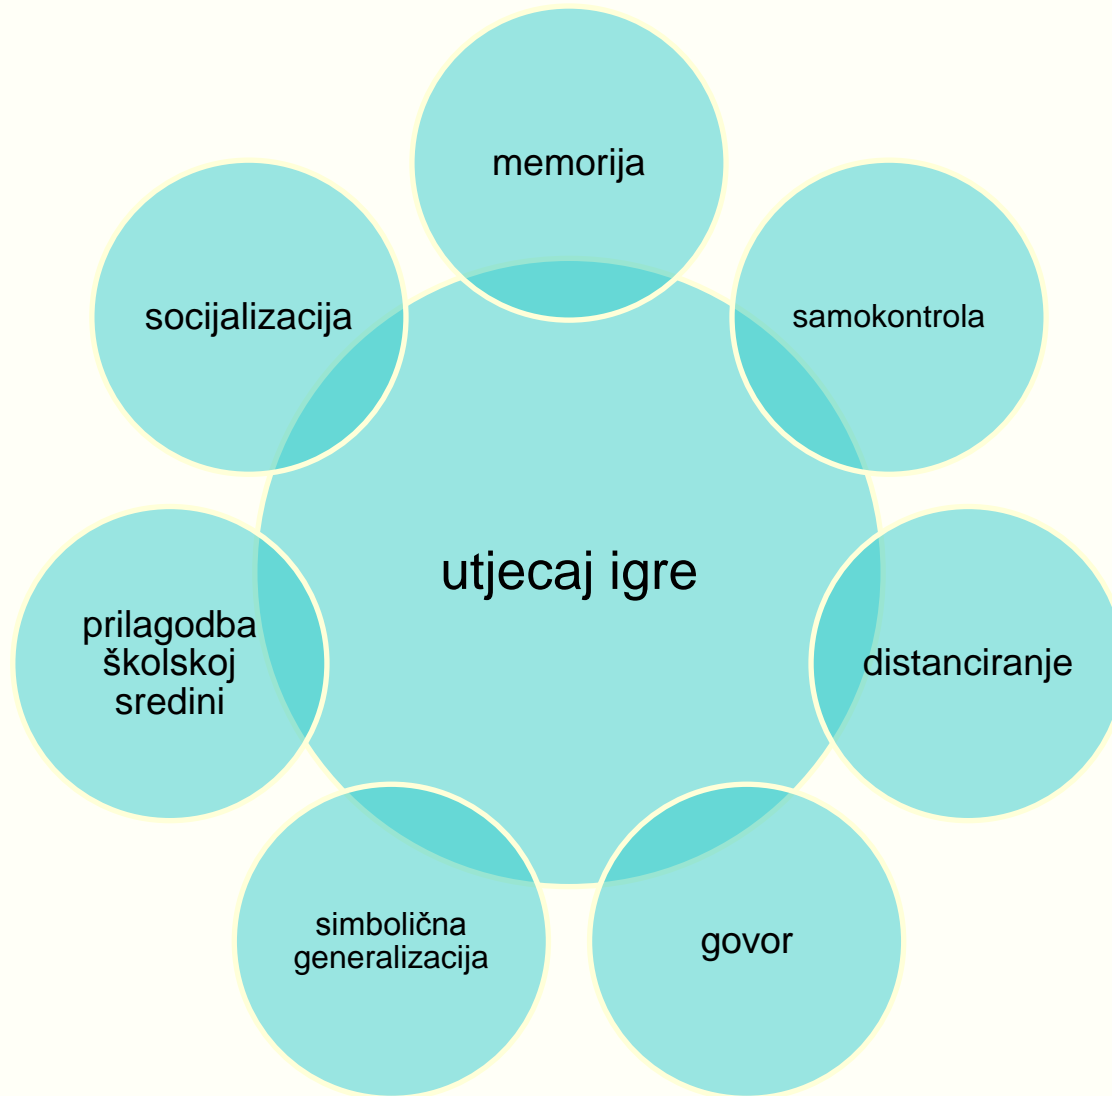 memorija
socijalizacija
samokontrola
utjecaj igre
prilagodba
školskoj
sredini
distanciranje
simbolična
generalizacija
govor